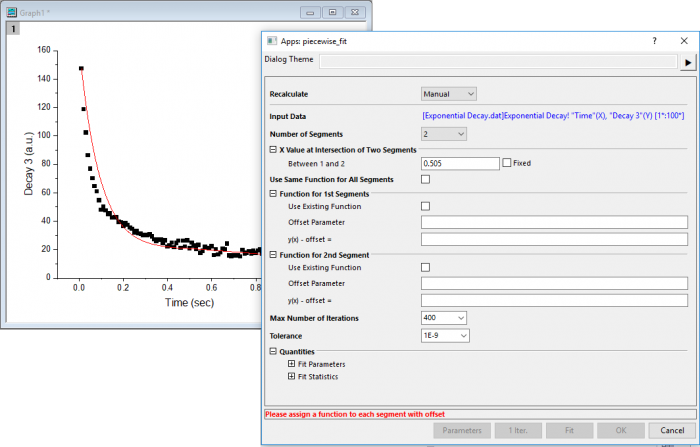 Graph1 *
1
160
140
120
100
80
60
40
20
0
Decay 3 (a.u.)
0.0 0.2 0.4 0.6 0.8
Time (sec)
Apps: piecewise_fit
?
Dialog Theme
Recalculate Manual
Input Data [Exponential Decay.dat]Exponential Decay! "Time"(X), "Decay 3"(Y) [1*:100*]
Number of Segments 2
X Value at Intersection of Two Segments
Between 1 and 2 0.505 Fixed
Use Same Function for All Segments
Function for 1st Segments
Use Existing Function
Offset Parameter
y(x) - offset =
Function for 2nd Segment
Use Existing Function
Offset Parameter
y(x) - offset =
Max Number of Iterations 400
Tolerance 1E-9
Quantities
Fit Parameters
Fit Statistics
Please assign a function to each segment with offset
Parameters 1 Iter. Fit OK Cancel